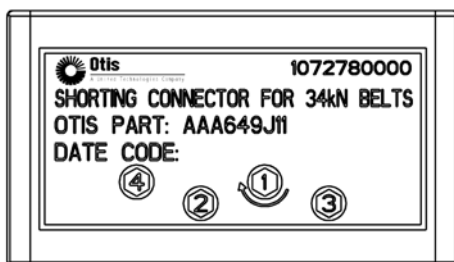 Otis 1072780000
A United Technologies Company
SHORTING CONNECTOR FOR 34kN BELTS
OTIS PART: AAA649J11
DATE CODE:
4 2 1 3